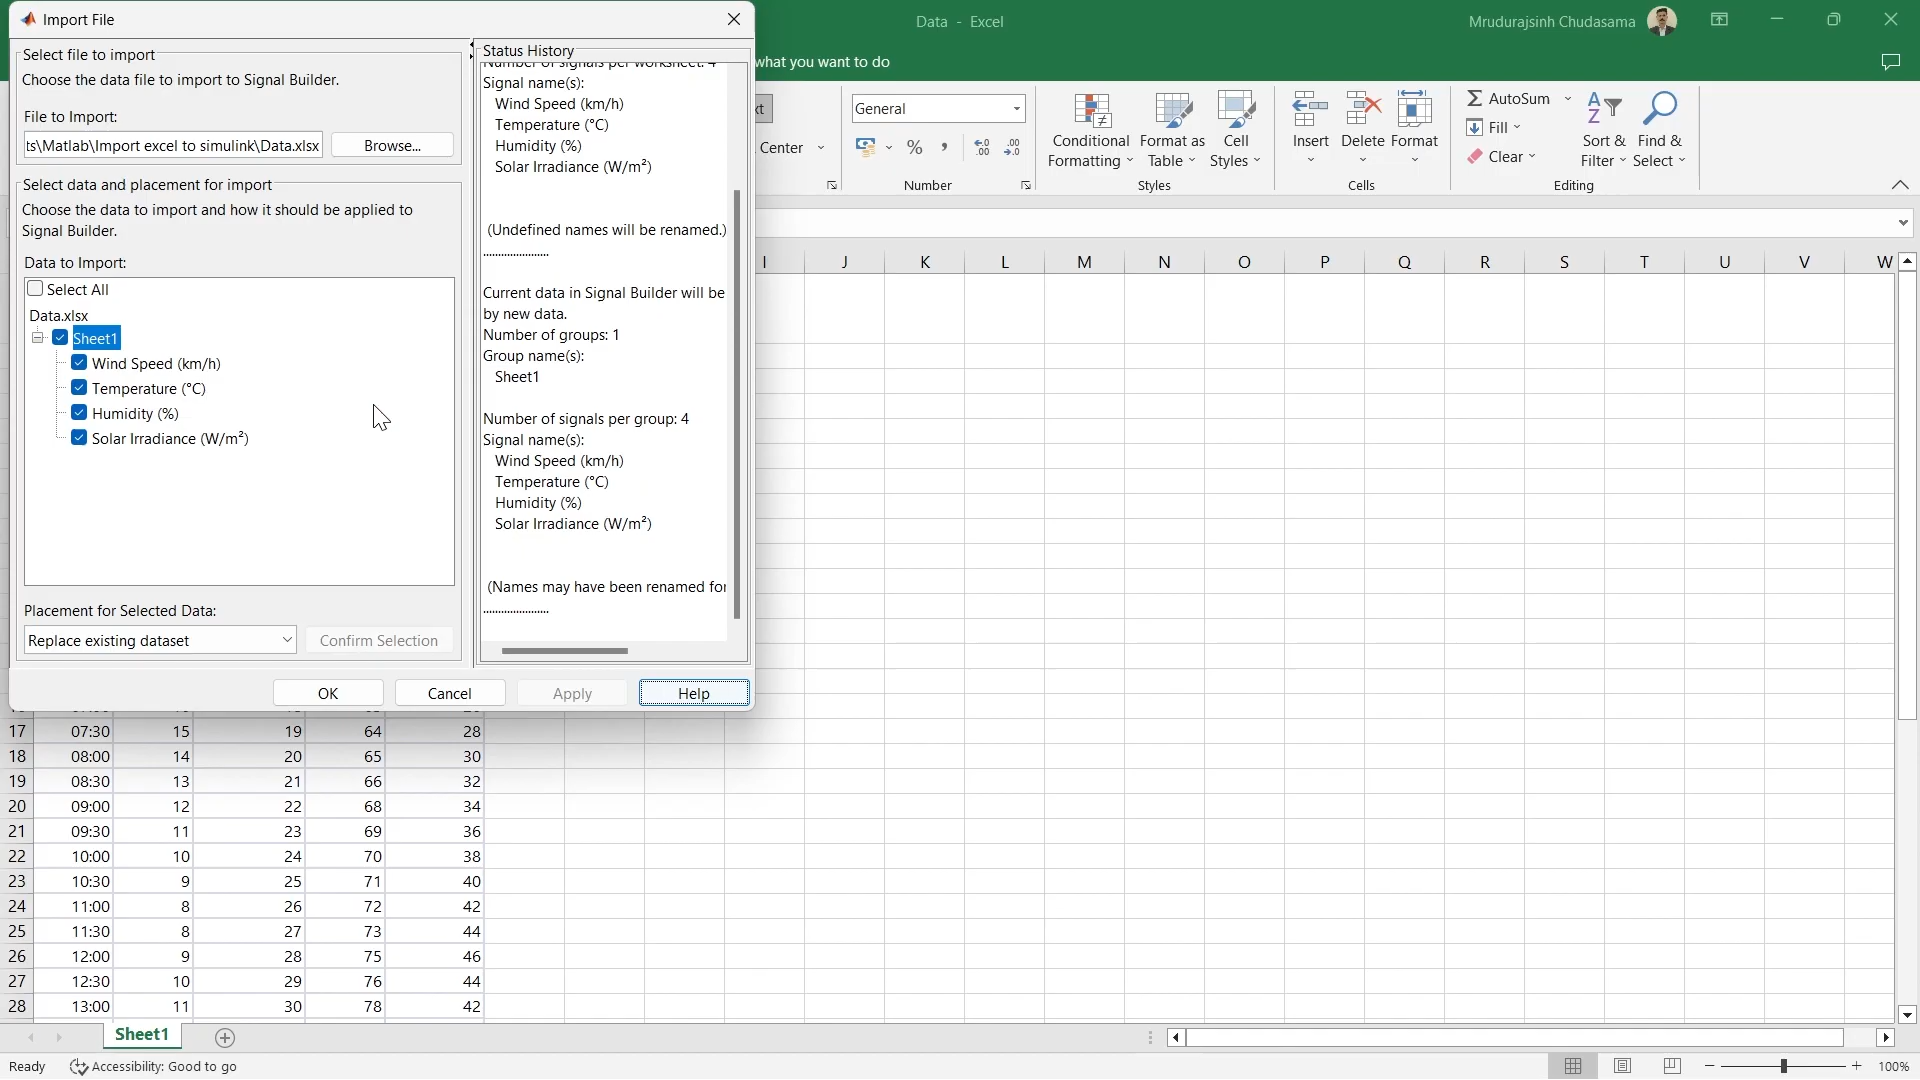 Import File
Data - Excel
Mrudurajsinh Chudasama
Select file to import
Choose the data file to import to Signal Builder.
File to Import:
ts\Matlab\Import excel to simulink\Data.xlsx
Browse...
Select data and placement for import
Choose the data to import and how it should be applied to
Signal Builder.
Data to Import:
Select All
Data.xlsx
Sheet1
Wind Speed (km/h)
Temperature (°C)
Humidity (%)
Solar Irradiance (W/m²)
Placement for Selected Data:
Replace existing dataset
Confirm Selection
OK
Cancel
Apply
Help
Status History
Number of signals per worksheet: 4
Signal name(s):
Wind Speed (km/h)
Temperature (°C)
Humidity (%)
Solar Irradiance (W/m²)
(Undefined names will be renamed.)
......................
Current data in Signal Builder will be
by new data.
Number of groups: 1
Group name(s):
Sheet1
Number of signals per group: 4
Signal name(s):
Wind Speed (km/h)
Temperature (°C)
Humidity (%)
Solar Irradiance (W/m²)
(Names may have been renamed for
......................
what you want to do
xt
Center
General
% ,
Number
Conditional
Formatting
Format as
Table
Cell
Styles
Styles
Insert
Delete
Format
Cells
AutoSum
Fill
Clear
Sort &
Filter
Find &
Select
Editing
I J K L M N O P Q R S T U V W
17 07:30 15 19 64 28
18 08:00 14 20 65 30
19 08:30 13 21 66 32
20 09:00 12 22 68 34
21 09:30 11 23 69 36
22 10:00 10 24 70 38
23 10:30 9 25 71 40
24 11:00 8 26 72 42
25 11:30 8 27 73 44
26 12:00 9 28 75 46
27 12:30 10 29 76 44
28 13:00 11 30 78 42
Sheet1
Ready
Accessibility: Good to go
100%